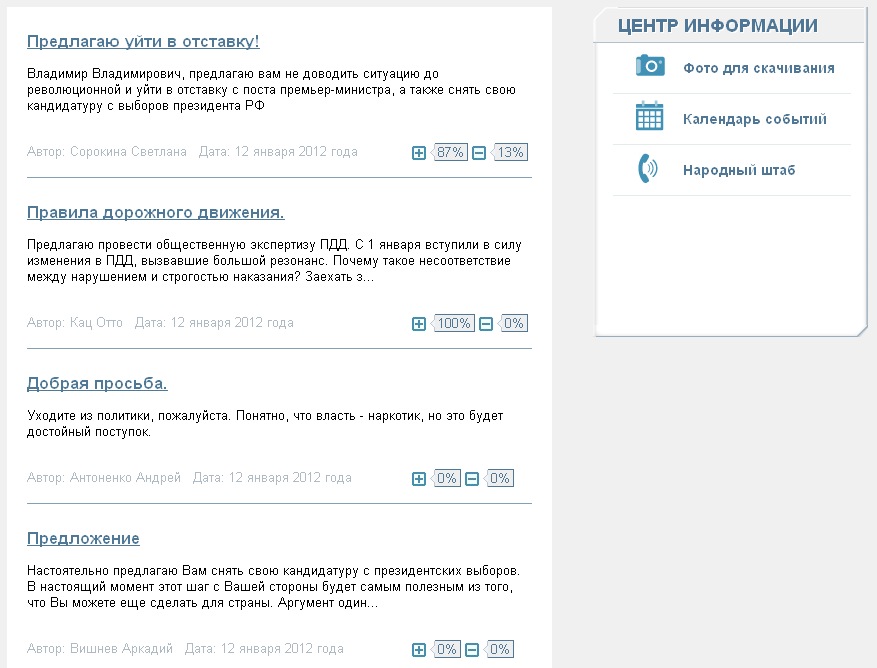 Предлагаю уйти в отставку!
Владимир Владимирович, предлагаю вам не доводить ситуацию до
революционной и уйти в отставку с поста премьер-министра, а также снять свою
кандидатуру с выборов президента РФ
Автор: Сорокина Светлана Дата: 12 января 2012 года 87% 13%
Правила дорожного движения.
Предлагаю провести общественную экспертизу ПДД. С 1 января вступили в силу
изменения в ПДД, вызвавшие большой резонанс. Почему такое несоответствие
между нарушением и строгостью наказания? Заехать з...
Автор: Кац Отто Дата: 12 января 2012 года 100% 0%
Добрая просьба.
Уходите из политики, пожалуйста. Понятно, что власть - наркотик, но это будет
достойный поступок.
Автор: Антоненко Андрей Дата: 12 января 2012 года 0% 0%
Предложение
Настоятельно предлагаю Вам снять свою кандидатуру с президентских выборов.
В настоящий момент этот шаг с Вашей стороны будет самым полезным из того,
что Вы можете еще сделать для страны. Аргумент один...
Автор: Вишнев Аркадий Дата: 12 января 2012 года 0% 0%
ЦЕНТР ИНФОРМАЦИИ
Фото для скачивания
Календарь событий
Народный штаб